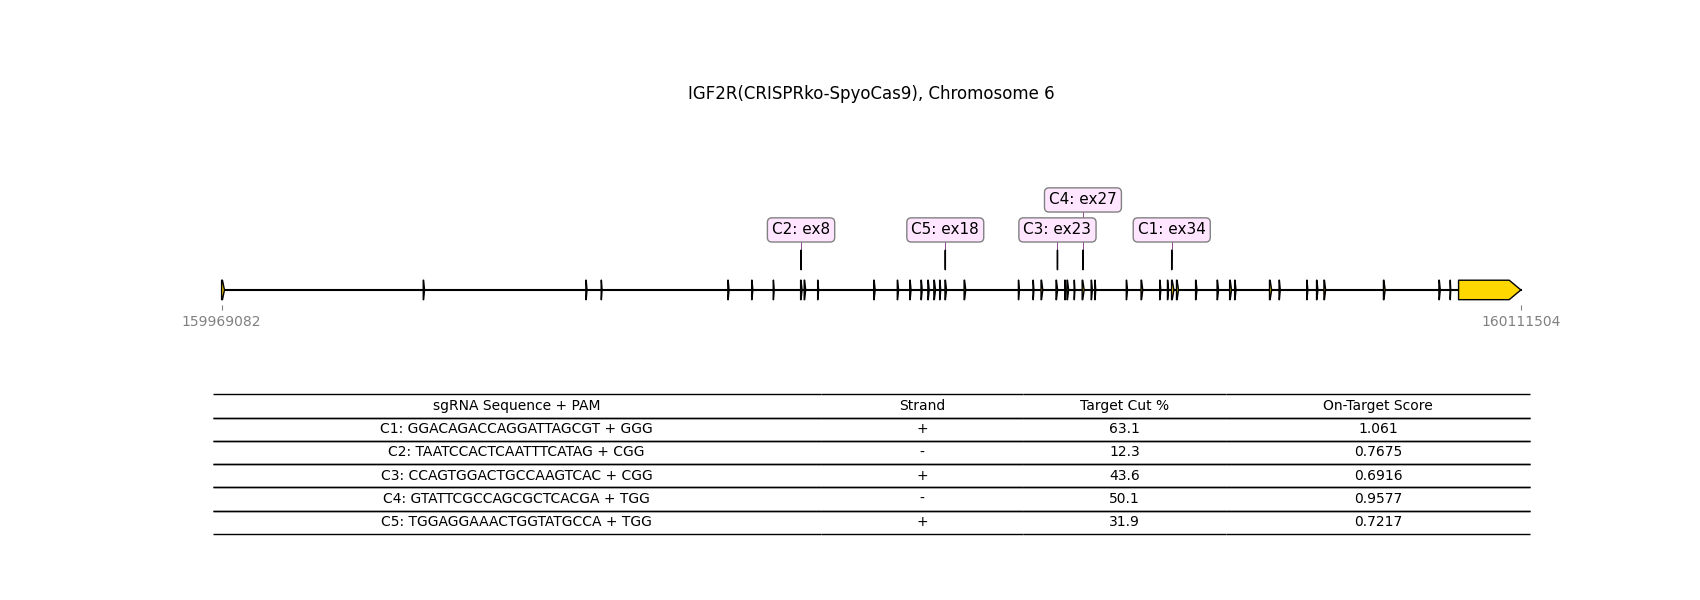 IGF2R(CRISPRko-SpyoCas9), Chromosome 6
C4: ex27
C2: ex8 C5: ex18 C3: ex23 C1: ex34
159969082 160111504
sgRNA Sequence + PAM Strand Target Cut % On-Target Score
C1: GGACAGACCAGGATTAGCGT + GGG + 63.1 1.061
C2: TAATCCACTCAATTTCATAG + CGG - 12.3 0.7675
C3: CCAGTGGACTGCCAAGTCAC + CGG + 43.6 0.6916
C4: GTATTCGCCAGCGCTCACGA + TGG - 50.1 0.9577
C5: TGGAGGAAACTGGTATGCCA + TGG + 31.9 0.7217